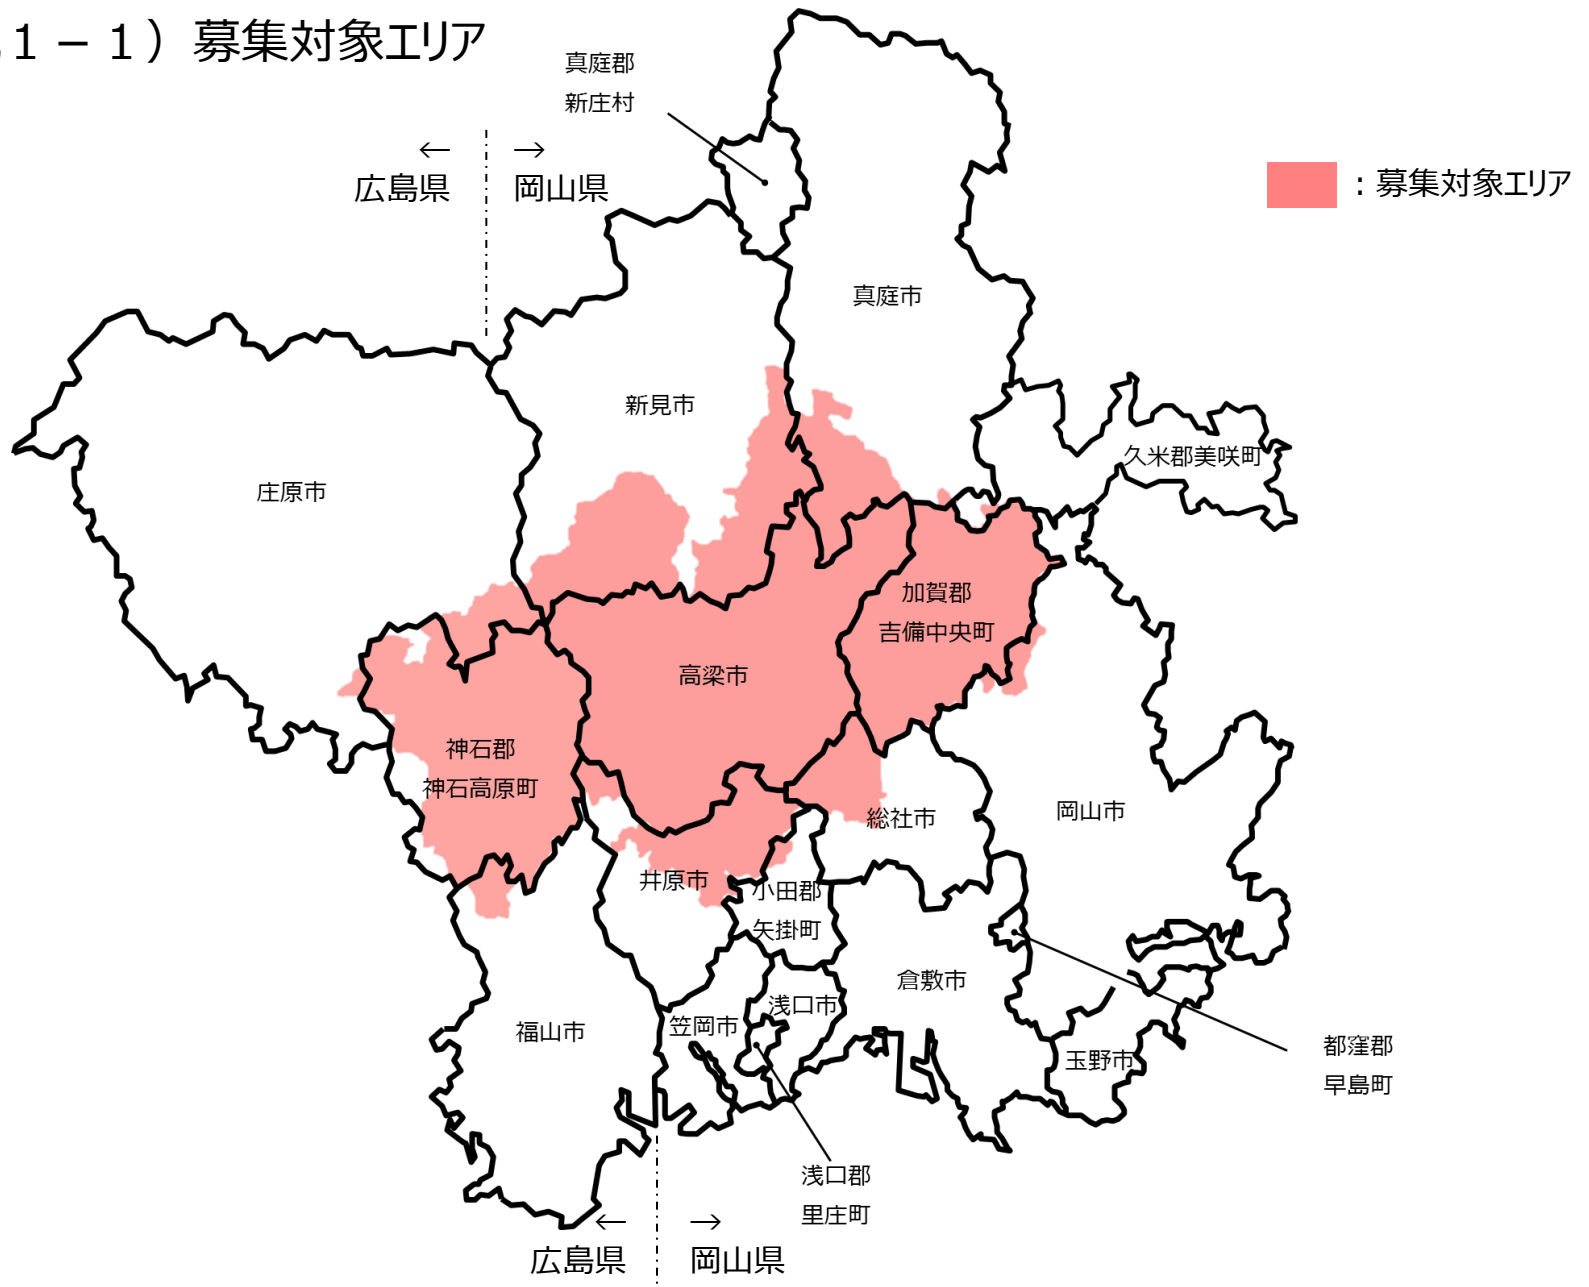 1－1）募集対象エリア
真庭郡
新庄村
← →
広島県 岡山県
：募集対象エリア
真庭市
新見市
久米郡美咲町
庄原市
加賀郡
吉備中央町
高梁市
神石郡
神石高原町
総社市
岡山市
井原市
小田郡
矢掛町
倉敷市
浅口市
笠岡市
福山市
玉野市
都窪郡
早島町
浅口郡
里庄町
← →
広島県 岡山県